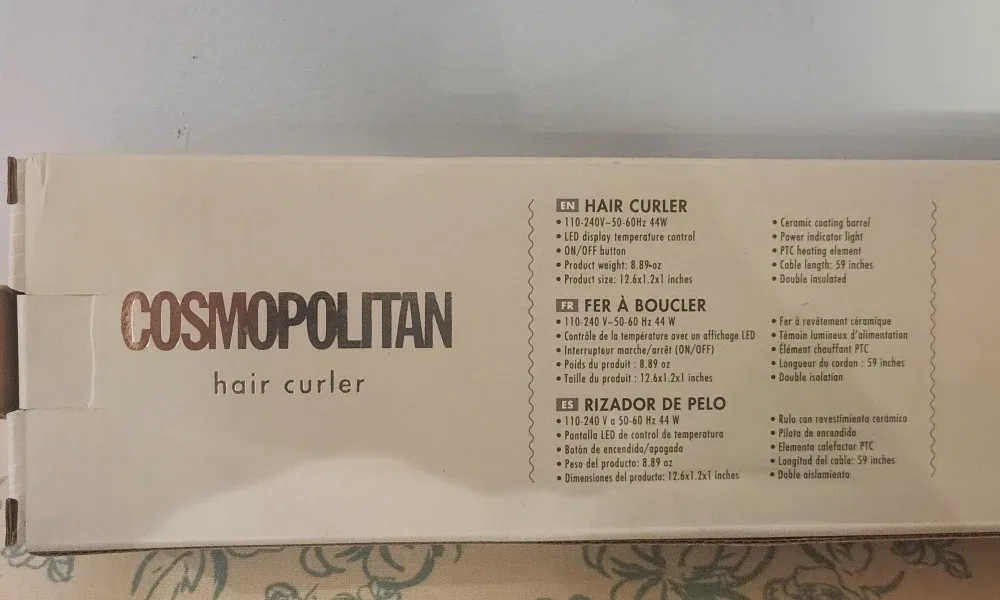 COSMOPOLITAN
hair curler
EN HAIR CURLER
• 110-240V~50-60Hz 44W
• LED display temperature control
• ON/OFF button
• Product weight: 8.89-oz
• Product size: 12.6x1.2x1 inches
• Ceramic coating barrel
• Power indicator light
• PTC heating element
• Cable length: 59 inches
• Double insulated
FR FER À BOUCLER
• 110-240 V~50-60 Hz 44 W
• Contrôle de la température avec un affichage LED
• Interrupteur marche/arrêt (ON/OFF)
• Poids du produit : 8.89 oz
• Taille du produit : 12.6x1.2x1 inches
• Fer à revêtement céramique
• Témoin lumineux d'alimentation
• Élément chauffant PTC
• Longueur du cordon : 59 inches
• Double isolation
ES RIZADOR DE PELO
• 110-240 V a 50-60 Hz 44 W
• Pantalla LED de control de temperatura
• Botón de encendido/apagado
• Peso del producto: 8.89 oz
• Dimensiones del producto: 12.6x1.2x1 inches
• Rulo con revestimiento cerámico
• Piloto de encendido
• Elemento calefactor PTC
• Longitud del cable: 59 inches
• Doble aislamiento